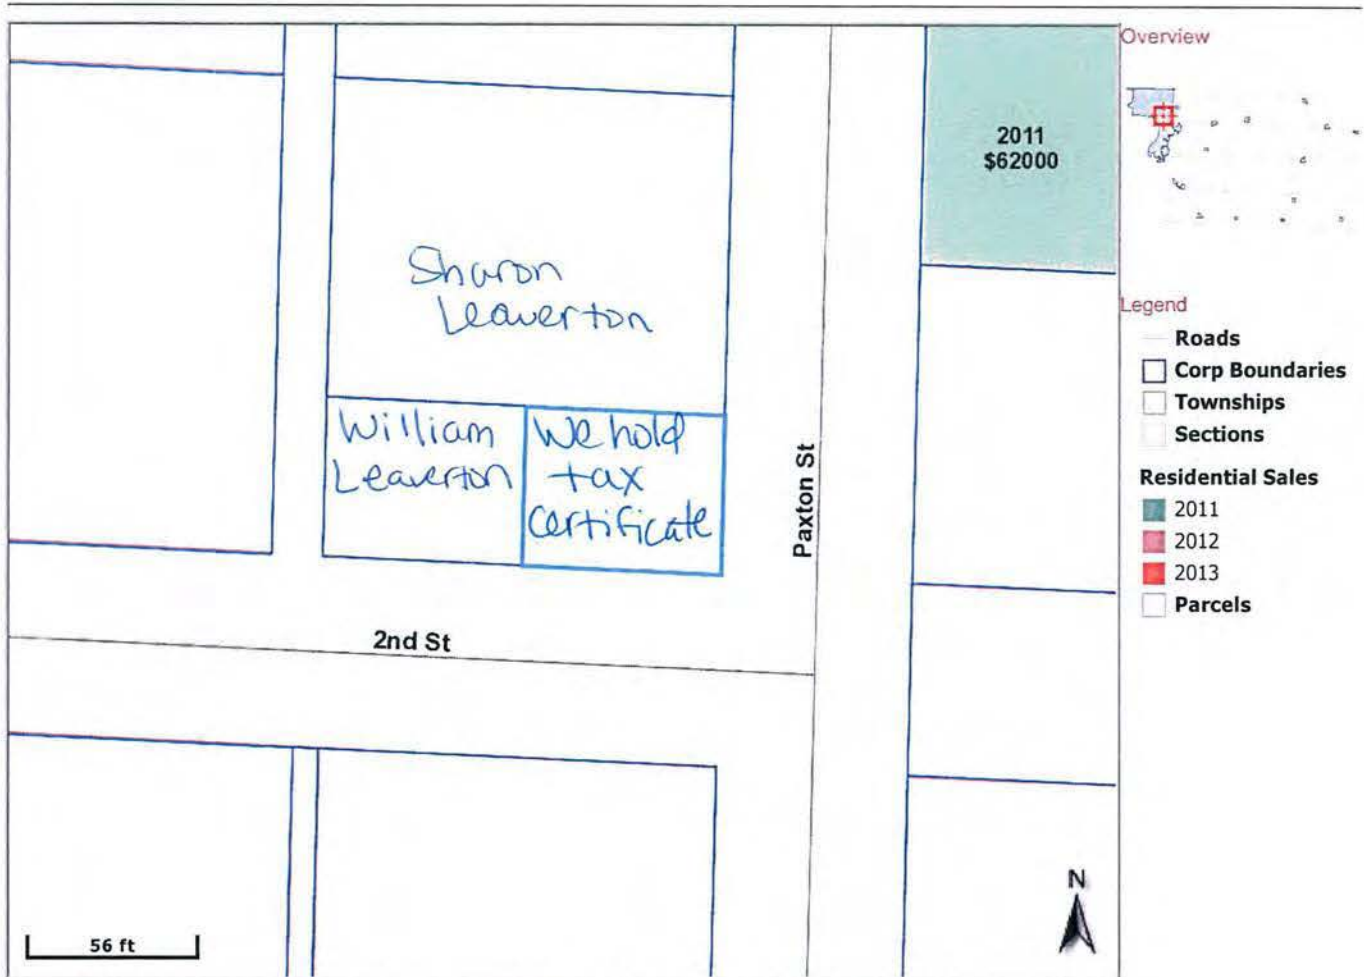 2011
$62000
Sharon
Leaverton
William
Leaverton
We hold
tax
certificate
Paxton St
2nd St
56 ft
N
Overview
Legend
Roads
Corp Boundaries
Townships
Sections
Residential Sales
2011
2012
2013
Parcels